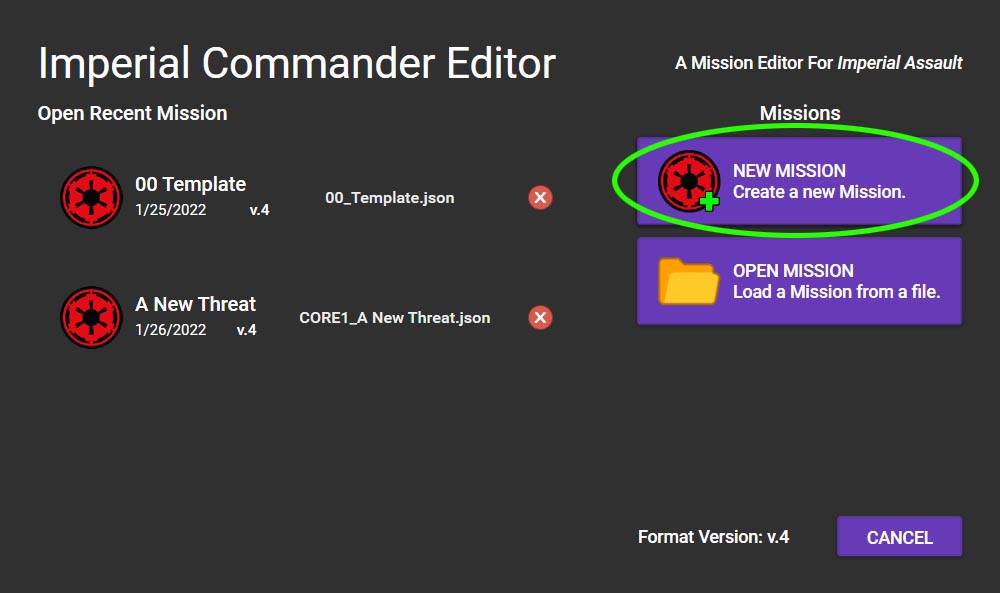 Imperial Commander Editor
A Mission Editor For Imperial Assault
Open Recent Mission
00 Template
1/25/2022 v.4
00_Template.json
A New Threat
1/26/2022 v.4
CORE1_A New Threat.json
Missions
NEW MISSION
Create a new Mission.
OPEN MISSION
Load a Mission from a file.
Format Version: v.4
CANCEL